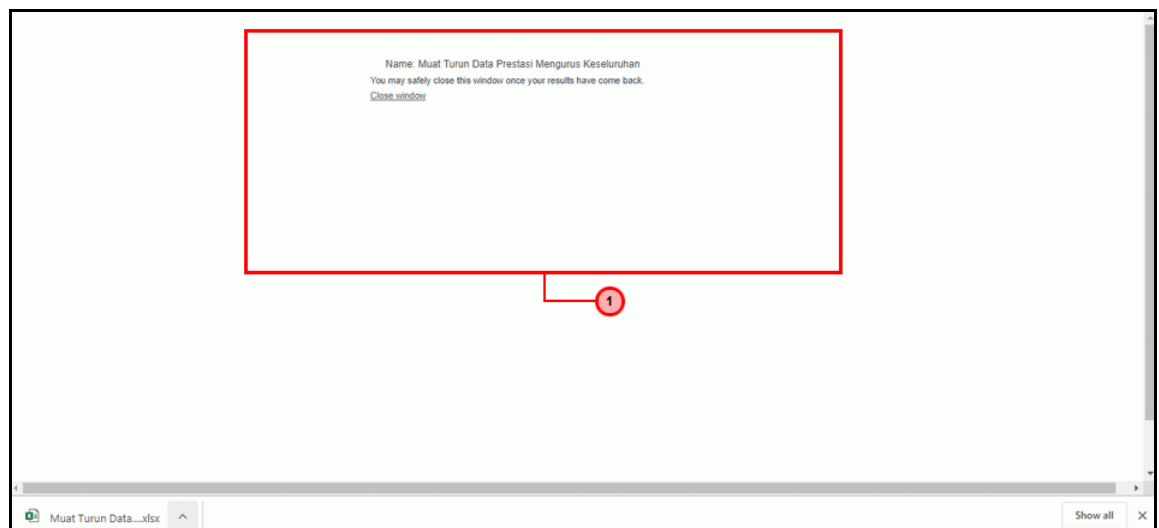 Name: Muat Turun Data Prestasi Mengurus Keseluruhan
You may safely close this window once your results have come back.
Close window
1
Muat Turun Data....xlsx
Show all